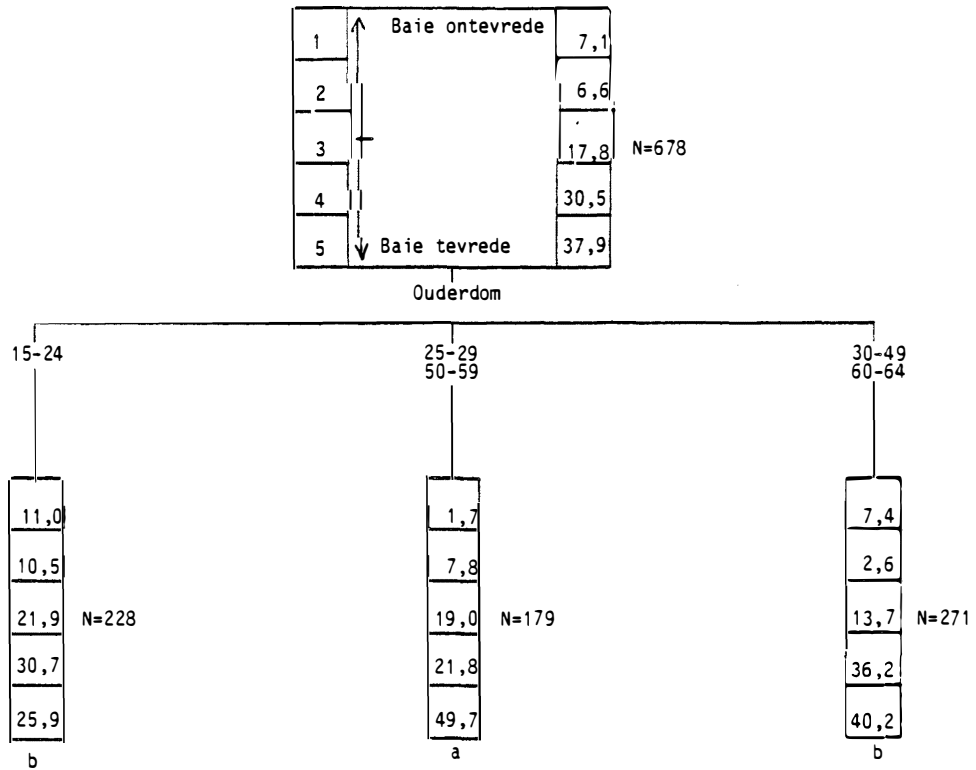 1 Baie ontevrede 7,1
2 6,6
3 17,8 N=678
4 30,5
5 Baie tevrede 37,9
Ouderdom
15-24 25-29 30-49
50-59 60-64
11,0 1,7 7,4
10,5 7,8 2,6
21,9 N=228 19,0 N=179 13,7 N=271
30,7 21,8 36,2
25,9 49,7 40,2
b a b